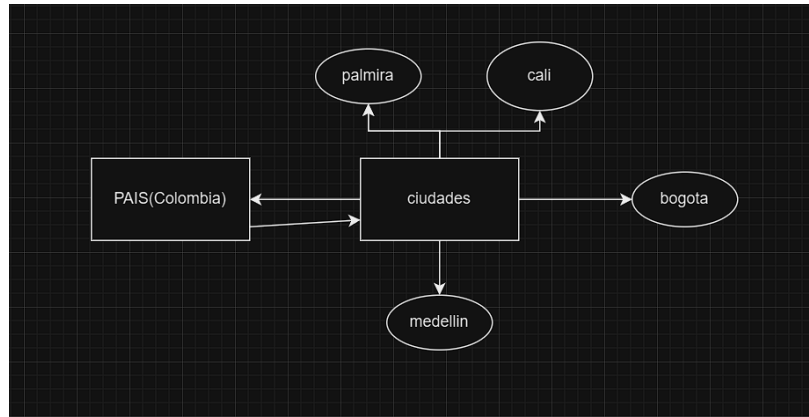 palmira
cali
PAIS(Colombia)
ciudades
bogota
medellin